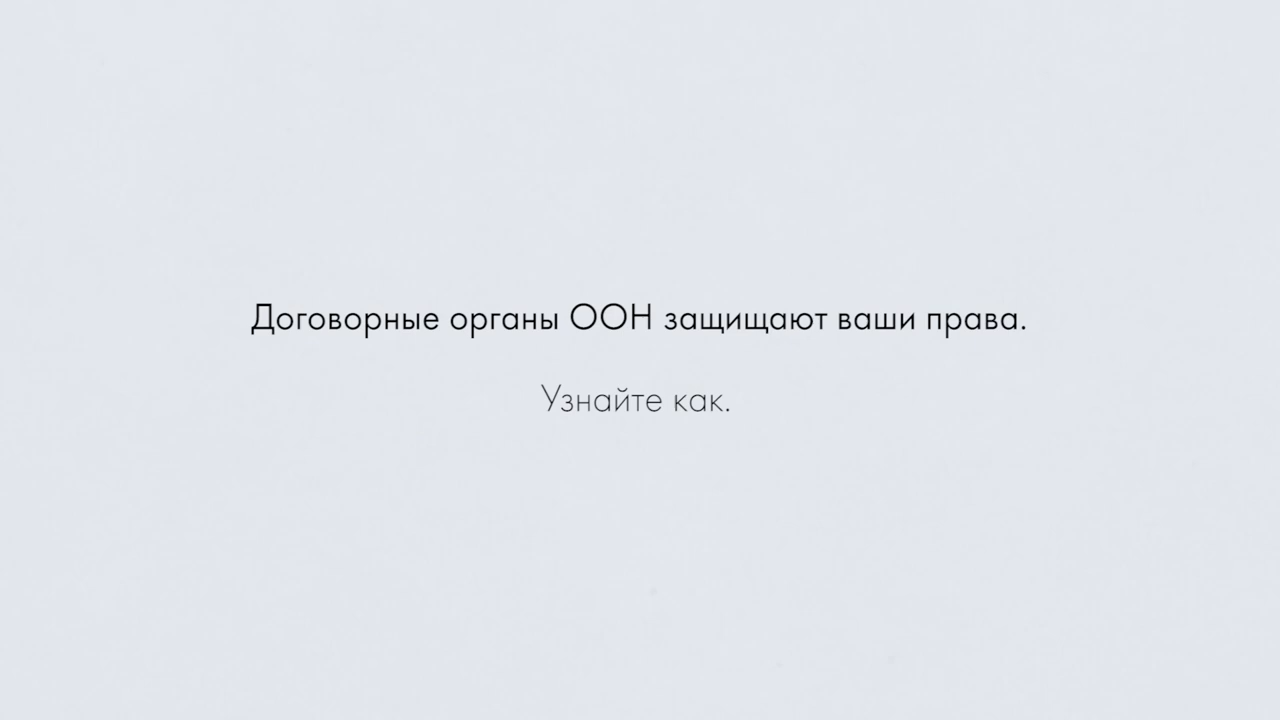 Договорные органы ООН защищают ваши права.
Узнайте как.